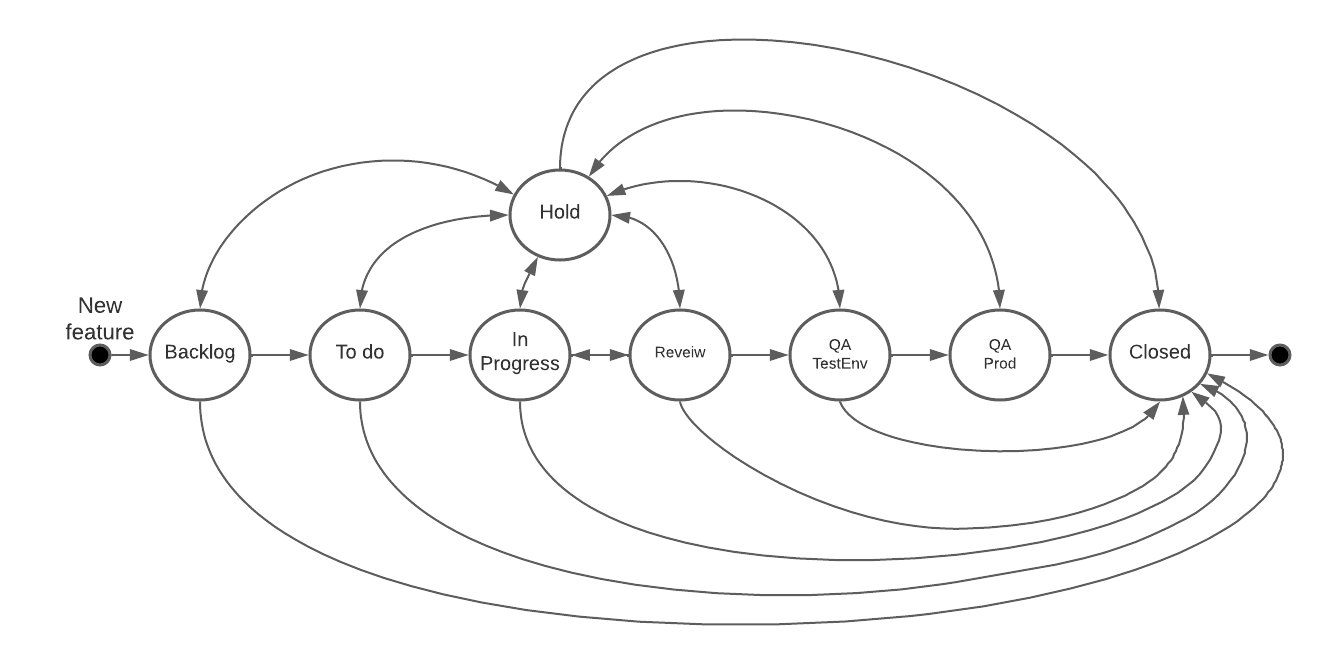 Hold
New
feature
Backlog
To do
In
Progress
Reveiw
QA
TestEnv
QA
Prod
Closed